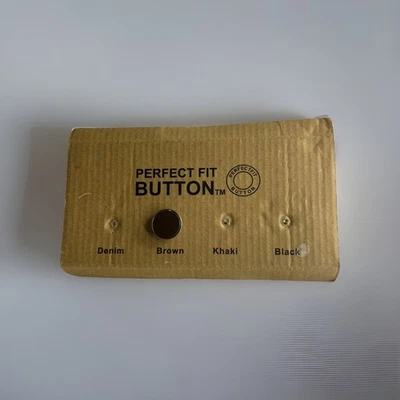 PERFECT FIT
BUTTON™
PERFECT FIT
BUTTON
Denim Brown Khaki Black